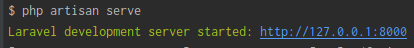 $ php artisan serve
Laravel development server started: http://127.0.0.1:8000